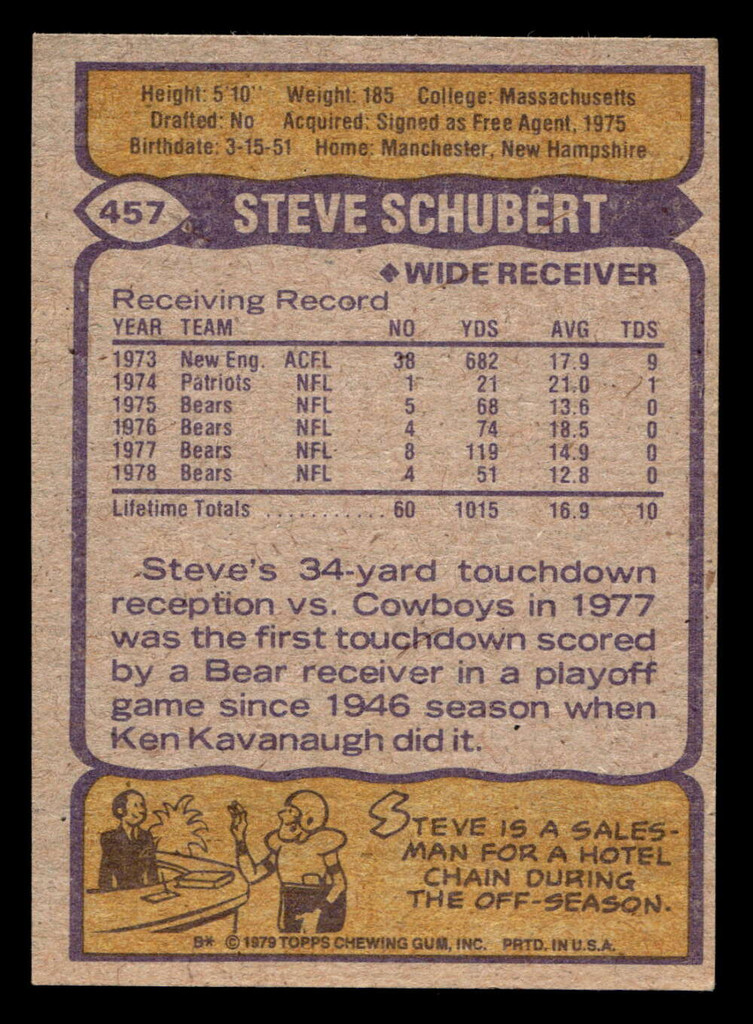 Height: 5'10" Weight: 185 College: Massachusetts
Drafted: No Acquired: Signed as Free Agent, 1975
Birthdate: 3-15-51 Home: Manchester, New Hampshire
457 STEVE SCHUBERT
◆WIDE RECEIVER
Receiving Record
YEAR TEAM NO YDS AVG TDS
1973 New Eng. ACFL 38 682 17.9 9
1974 Patriots NFL 1 21 21.0 1
1975 Bears NFL 5 68 13.6 0
1976 Bears NFL 4 74 18.5 0
1977 Bears NFL 8 119 14.9 0
1978 Bears NFL 4 51 12.8 0
Lifetime Totals ........... 60 1015 16.9 10
Steve's 34-yard touchdown
reception vs. Cowboys in 1977
was the first touchdown scored
by a Bear receiver in a playoff
game since 1946 season when
Ken Kavanaugh did it.
STEVE IS A SALES-
MAN FOR A HOTEL
CHAIN DURING
THE OFF-SEASON.
B* © 1979 TOPPS CHEWING GUM, INC. PRTD. IN U.S.A.